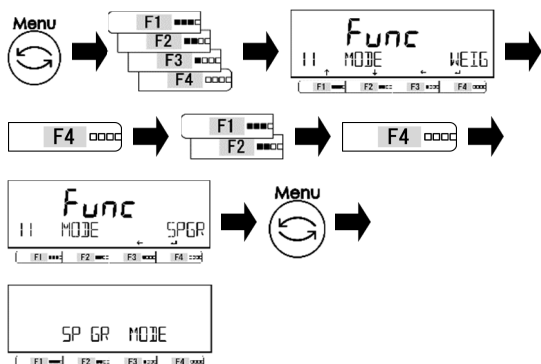 Menu
F1
F2
F3
F4
Func
11 MODE WEIG
F1 F2 F3 F4
F4
F1
F2
F4
Func
11 MODE SPGR
F1 F2 F3 F4
Menu
SP GR MODE
F1 F2 F3 F4